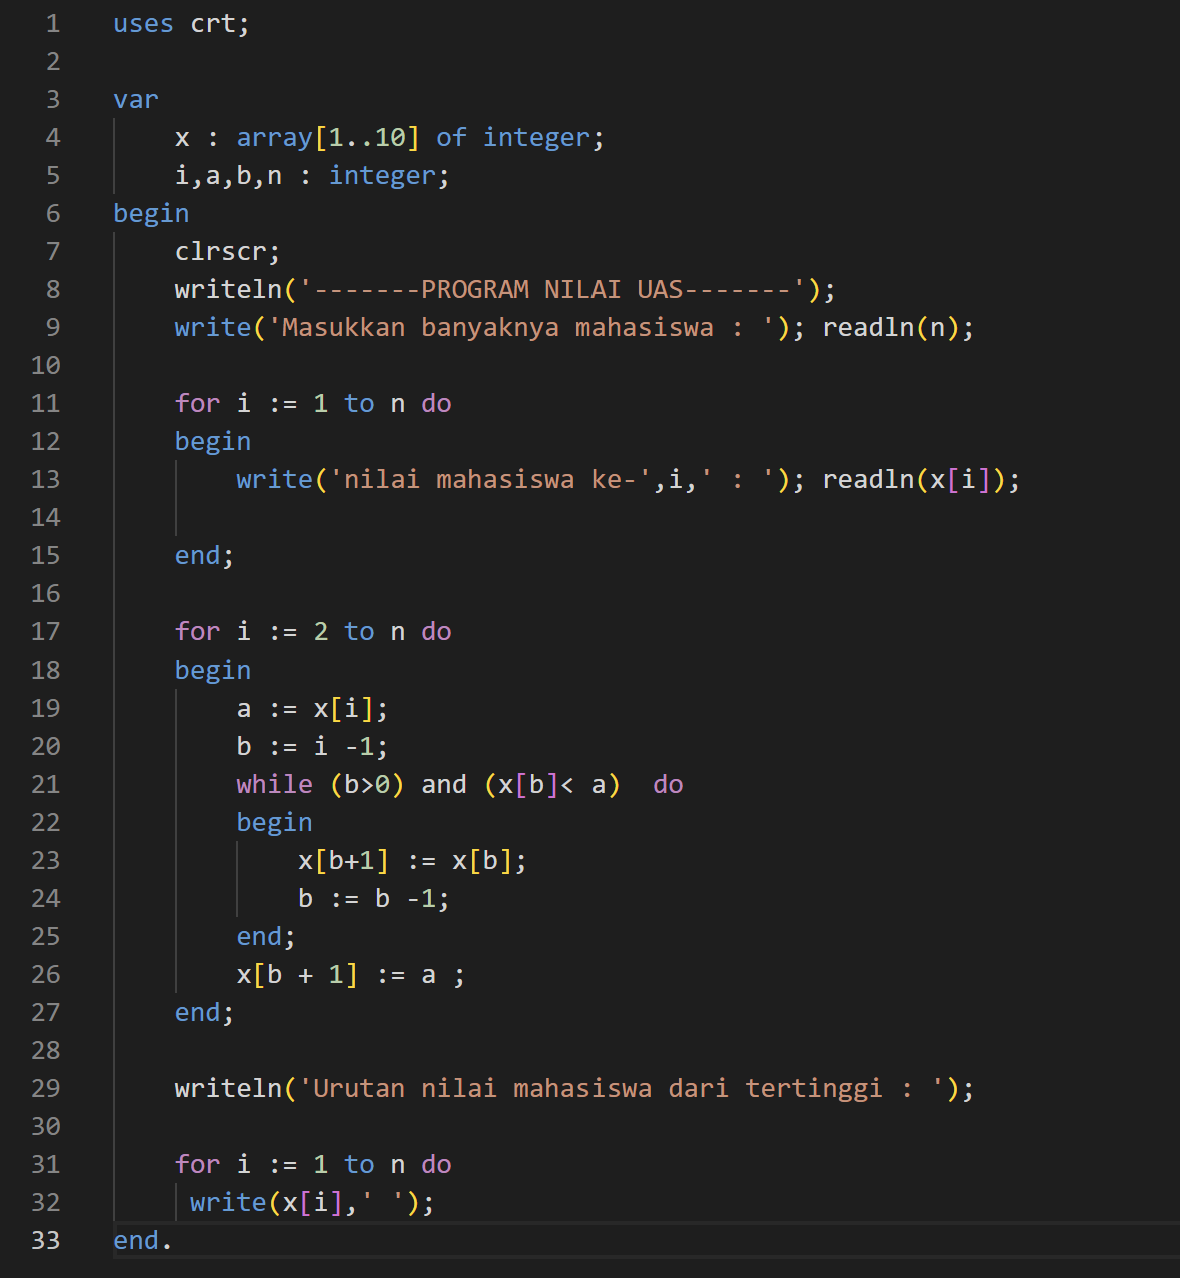 1 uses crt;
2
3 var
4     x : array[1..10] of integer;
5     i,a,b,n : integer;
6 begin
7     clrscr;
8     writeln('-------PROGRAM NILAI UAS-------');
9     write('Masukkan banyaknya mahasiswa : '); readln(n);
10
11     for i := 1 to n do
12     begin
13         write('nilai mahasiswa ke-',i,' : '); readln(x[i]);
14
15     end;
16
17     for i := 2 to n do
18     begin
19         a := x[i];
20         b := i -1;
21         while (b>0) and (x[b]< a)  do
22         begin
23             x[b+1] := x[b];
24             b := b -1;
25         end;
26         x[b + 1] := a ;
27     end;
28
29     writeln('Urutan nilai mahasiswa dari tertinggi : ');
30
31     for i := 1 to n do
32      write(x[i],' ');
33 end.